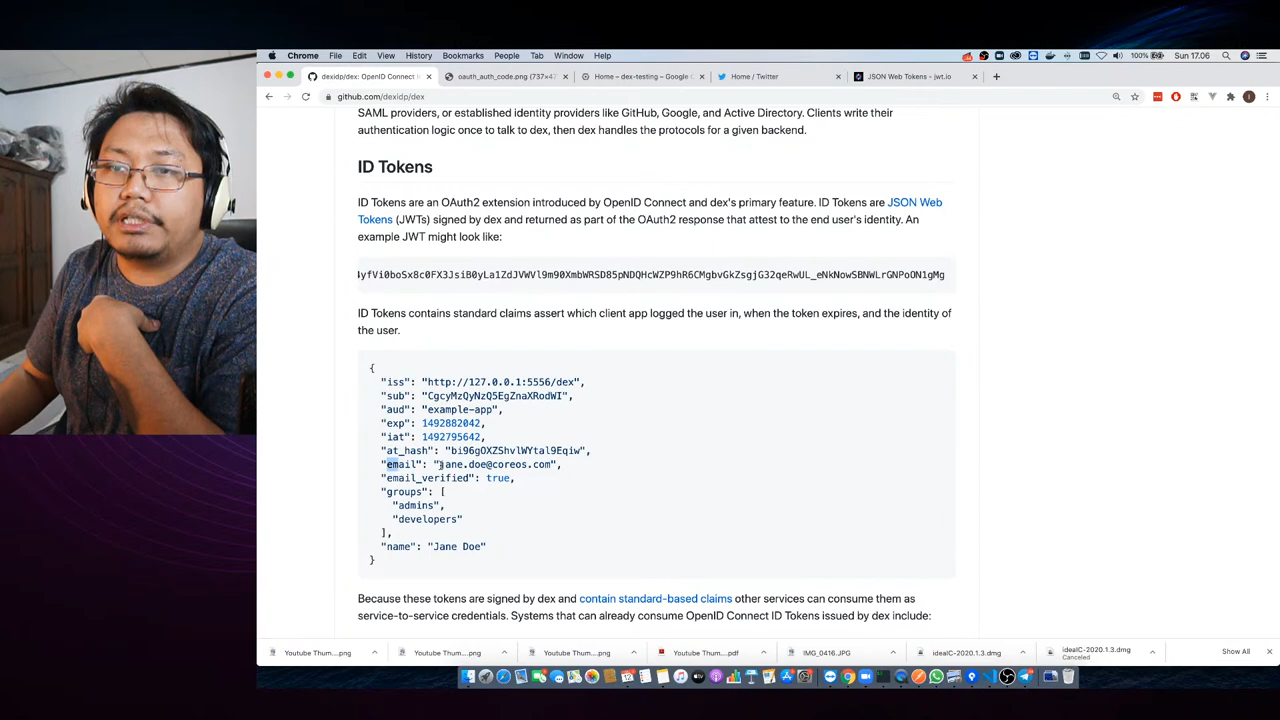 Chrome File Edit View History Bookmarks People Tab Window Help
100% Sun 17.06
dexidp/dex: OpenID Connect I
oauth_auth_code.png (737×47
Home – dex-testing – Google C
Home / Twitter
JSON Web Tokens - jwt.io
github.com/dexidp/dex
SAML providers, or established identity providers like GitHub, Google, and Active Directory. Clients write their
authentication logic once to talk to dex, then dex handles the protocols for a given backend.
ID Tokens
ID Tokens are an OAuth2 extension introduced by OpenID Connect and dex's primary feature. ID Tokens are JSON Web
Tokens (JWTs) signed by dex and returned as part of the OAuth2 response that attest to the end user's identity. An
example JWT might look like:
yfVi0boSx8c0FX3JsiB0yLa1ZdJVWVl9m90XmbWRSD85pNDQHcWZP9hR6CMgbvGkZsgjG32qeRwUL_eNkNowSBNWLrGNPoON1gMg
ID Tokens contains standard claims assert which client app logged the user in, when the token expires, and the identity of
the user.
{
"iss": "http://127.0.0.1:5556/dex",
"sub": "CgcyMzQyNzQ5EgZnaXRodWI",
"aud": "example-app",
"exp": 1492882042,
"iat": 1492795642,
"at_hash": "bi96gOXZShvlWYtal9Eqiw",
"email": "jane.doe@coreos.com",
"email_verified": true,
"groups": [
"admins",
"developers"
],
"name": "Jane Doe"
}
Because these tokens are signed by dex and contain standard-based claims other services can consume them as
service-to-service credentials. Systems that can already consume OpenID Connect ID Tokens issued by dex include:
Youtube Thum....png
Youtube Thum....png
Youtube Thum....png
Youtube Thum....pdf
IMG_0416.JPG
ideaIC-2020.1.3.dmg
ideaIC-2020.1.3.dmg
Canceled
Show All